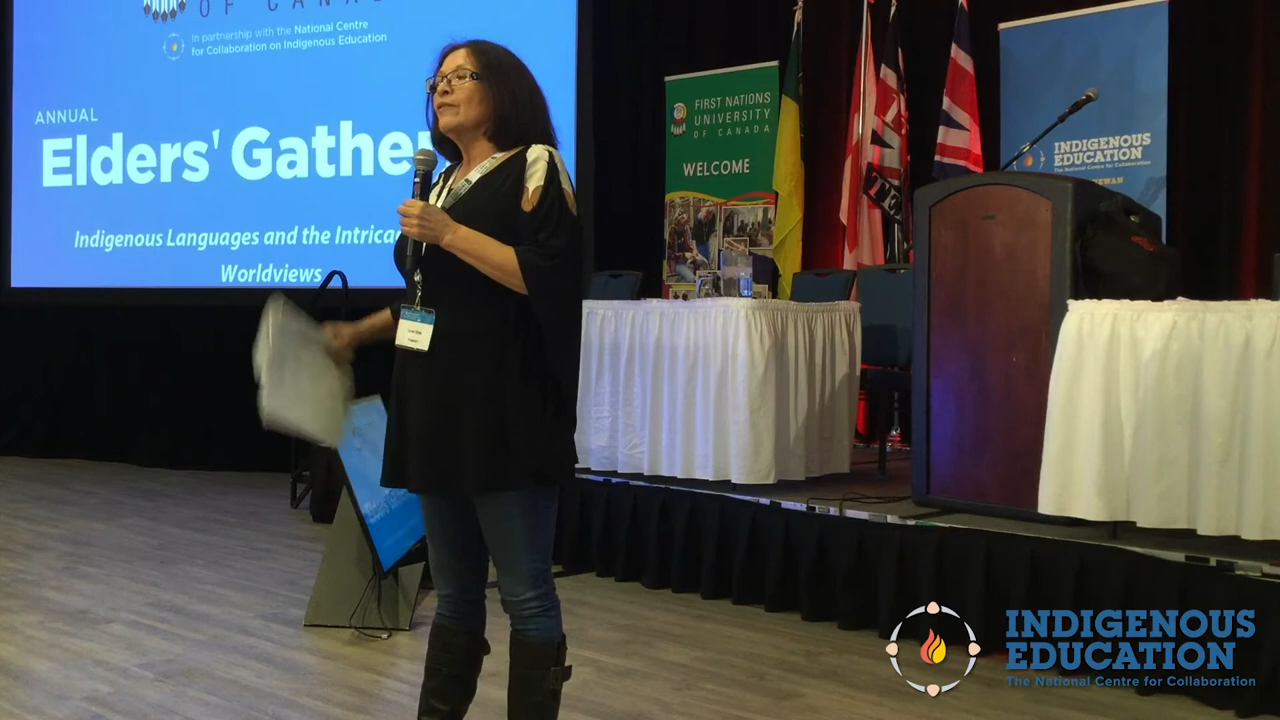 OF CANAD
In partnership with the National Centre
for Collaboration on Indigenous Education
ANNUAL
Elders' Gather
Indigenous Languages and the Intrica
Worldviews
FIRST NATIONS
UNIVERSITY
OF CANADA
WELCOME
INDIGENOUS
EDUCATION
The National Centre for Collaboration
INDIGENOUS
EDUCATION
The National Centre for Collaboration